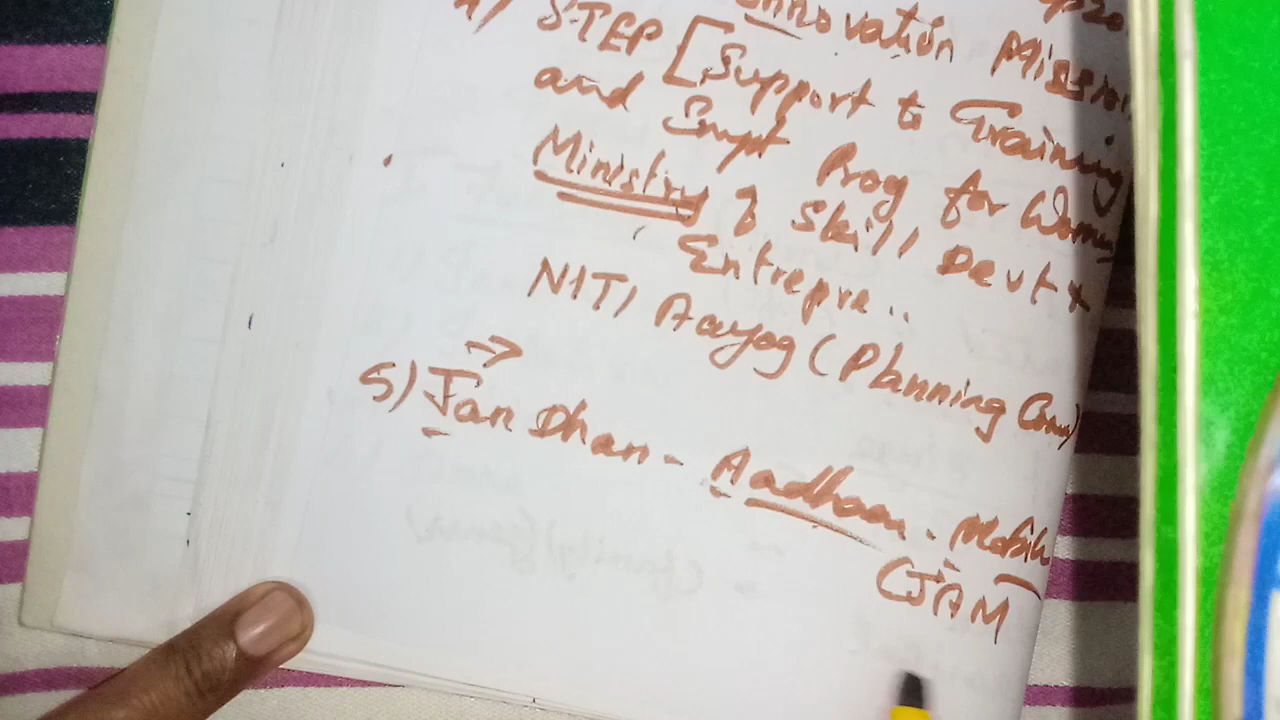 Innovation Mission
4) STEP [Support to Training
and Empt Prog for Women
Ministry of Skill Devt &
Entrepre..
NITI Aayog (Planning Comm)
5) Jan Dhan - Aadhaar - Mobile
(JAM